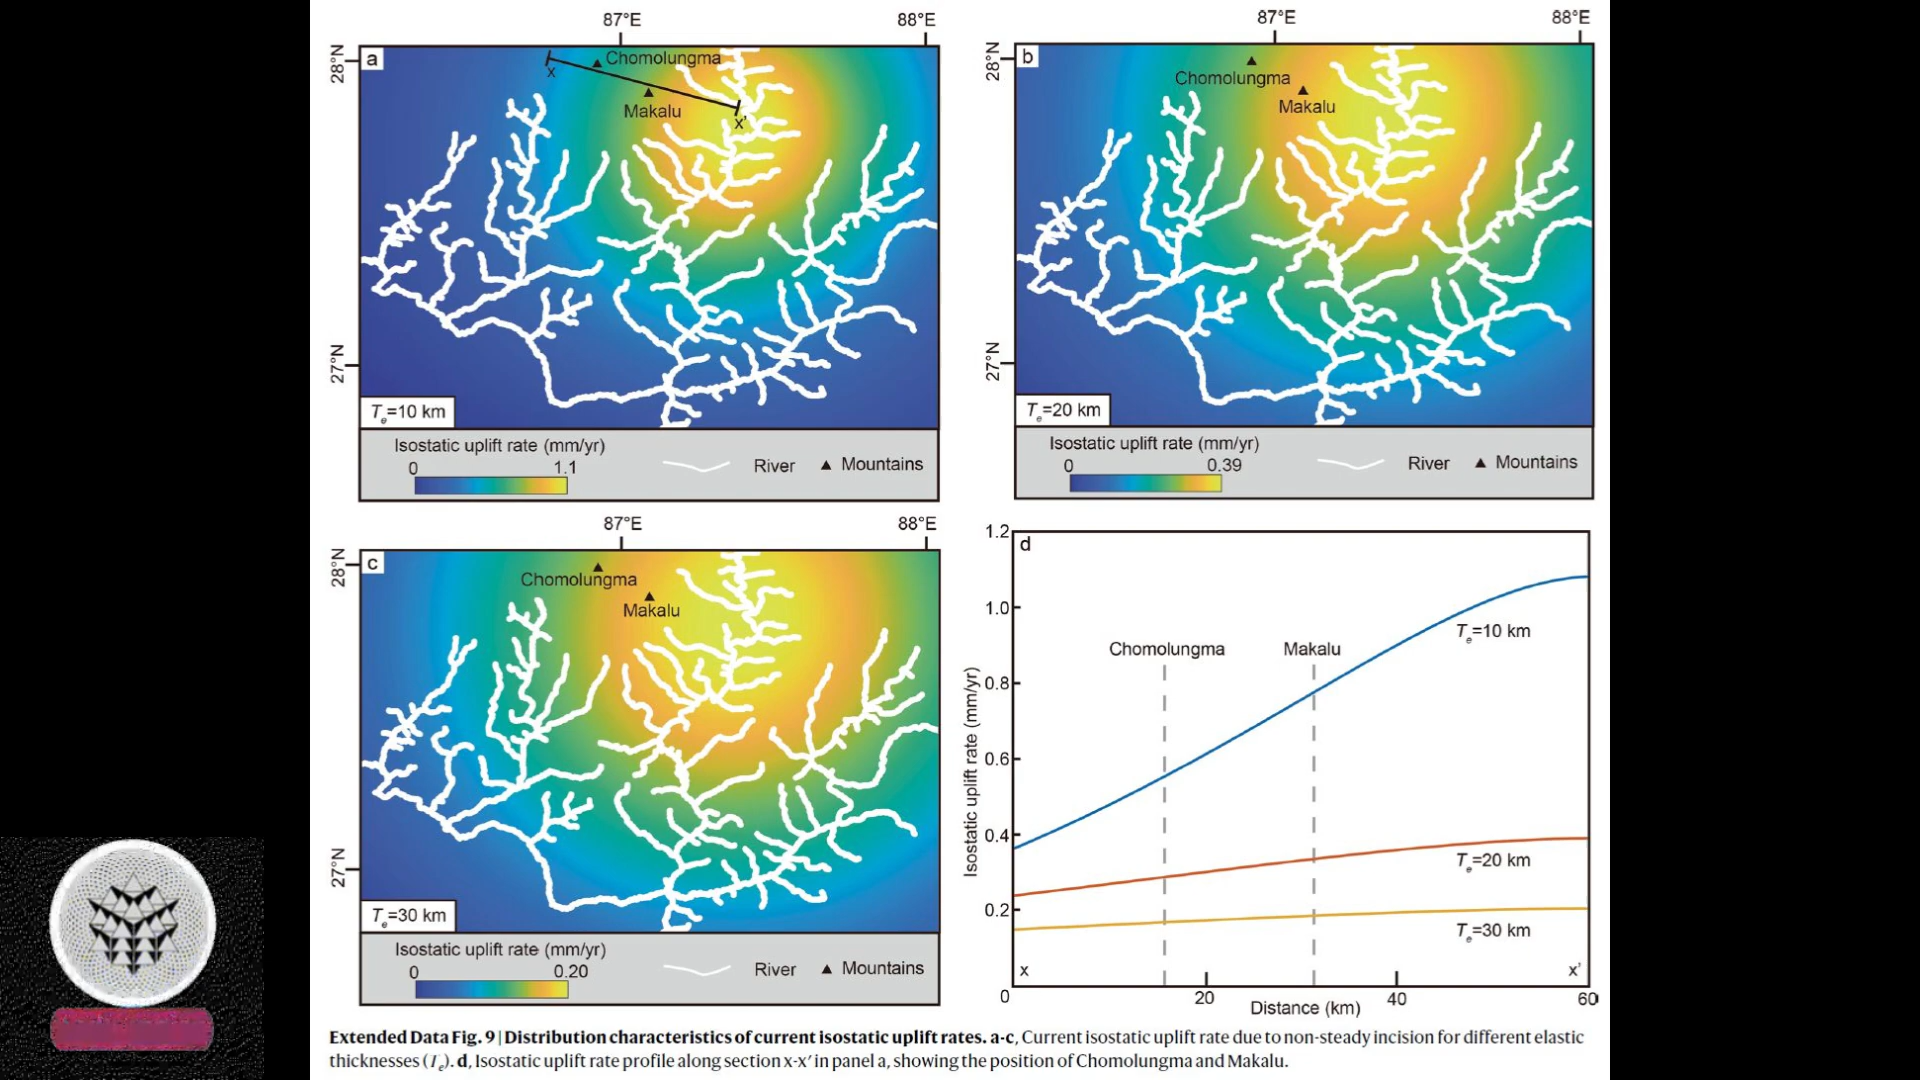 87°E
88°E
28°N
a
Chomolungma
x
Makalu
x'
27°N
Te=10 km
Isostatic uplift rate (mm/yr)
0
1.1
River
Mountains
87°E
88°E
28°N
b
Chomolungma
Makalu
27°N
Te=20 km
Isostatic uplift rate (mm/yr)
0
0.39
River
Mountains
87°E
88°E
28°N
c
Chomolungma
Makalu
27°N
Te=30 km
Isostatic uplift rate (mm/yr)
0
0.20
River
Mountains
d
1.2
1.0
0.8
0.6
0.4
0.2
0
Isostatic uplift rate (mm/yr)
Chomolungma
Makalu
Te=10 km
Te=20 km
Te=30 km
x
x'
20
40
60
Distance (km)
Extended Data Fig. 9 | Distribution characteristics of current isostatic uplift rates. a-c, Current isostatic uplift rate due to non-steady incision for different elastic
thicknesses (Te). d, Isostatic uplift rate profile along section x-x′ in panel a, showing the position of Chomolungma and Makalu.